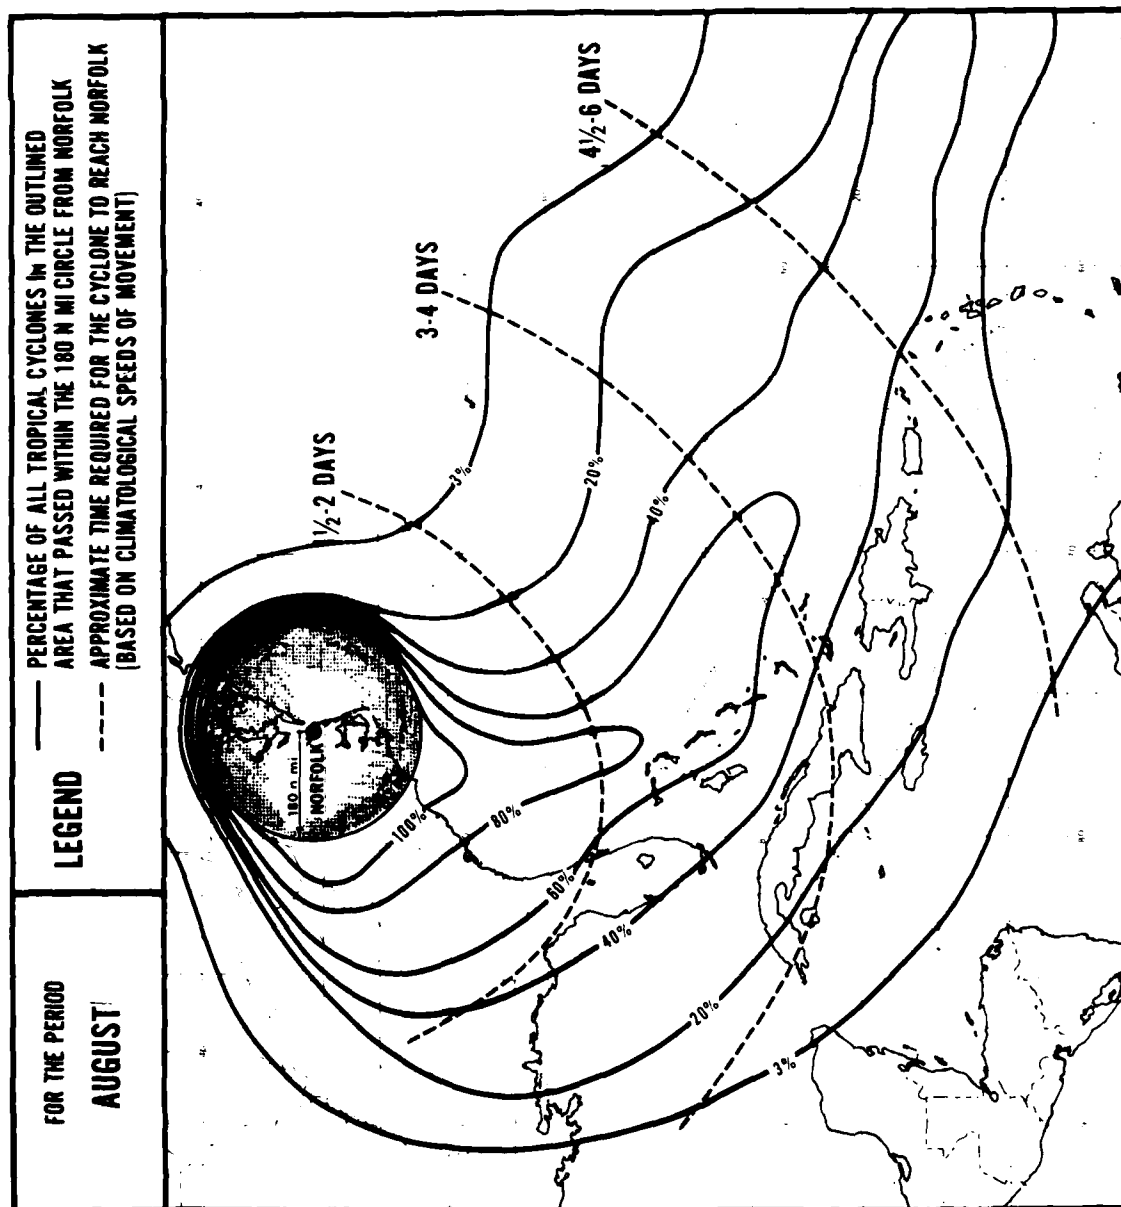 FOR THE PERIOD
AUGUST
LEGEND
PERCENTAGE OF ALL TROPICAL CYCLONES IN THE OUTLINED
AREA THAT PASSED WITHIN THE 180 N MI CIRCLE FROM NORFOLK
APPROXIMATE TIME REQUIRED FOR THE CYCLONE TO REACH NORFOLK
(BASED ON CLIMATOLOGICAL SPEEDS OF MOVEMENT)
180 n mi
NORFOLK
1½-2 DAYS
3-4 DAYS
4½-6 DAYS
100%
80%
60%
40%
20%
3%
3%
20%
40%